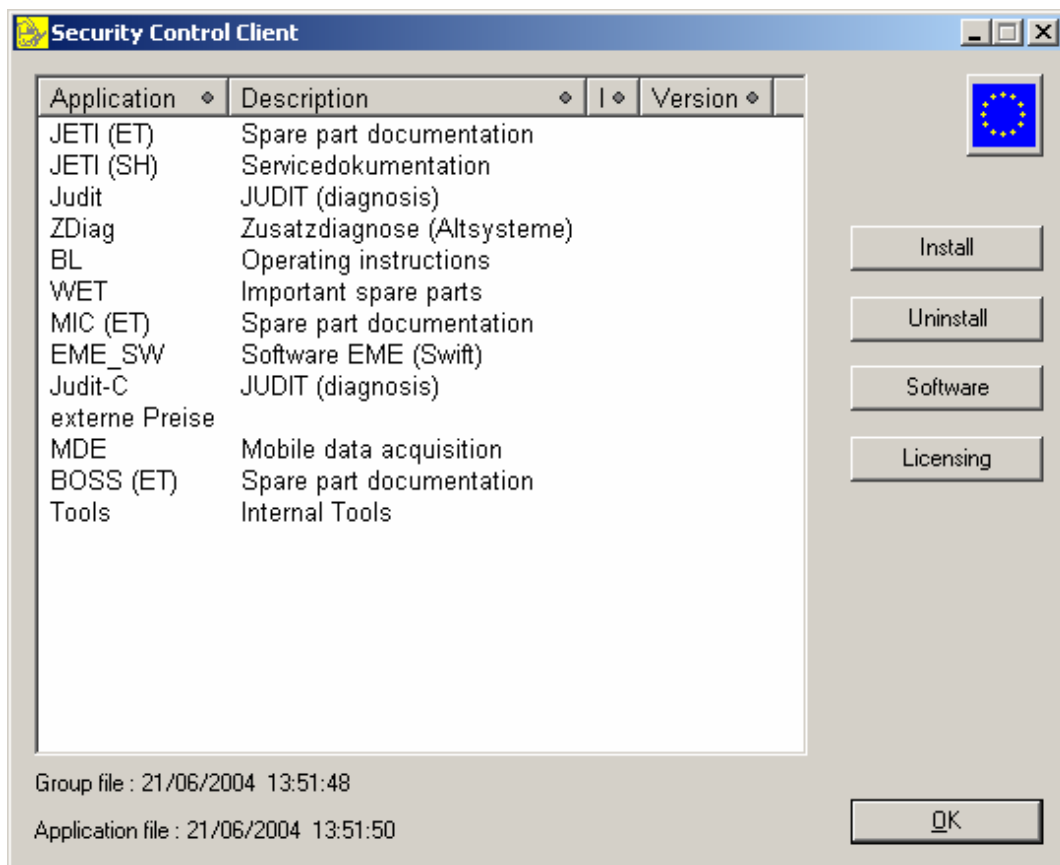 Security Control Client
Application Description I Version
JETI (ET) Spare part documentation
JETI (SH) Servicedokumentation
Judit JUDIT (diagnosis)
ZDiag Zusatzdiagnose (Altsysteme)
BL Operating instructions
WET Important spare parts
MIC (ET) Spare part documentation
EME_SW Software EME (Swift)
Judit-C JUDIT (diagnosis)
externe Preise
MDE Mobile data acquisition
BOSS (ET) Spare part documentation
Tools Internal Tools
Install
Uninstall
Software
Licensing
Group file : 21/06/2004 13:51:48
Application file : 21/06/2004 13:51:50
OK